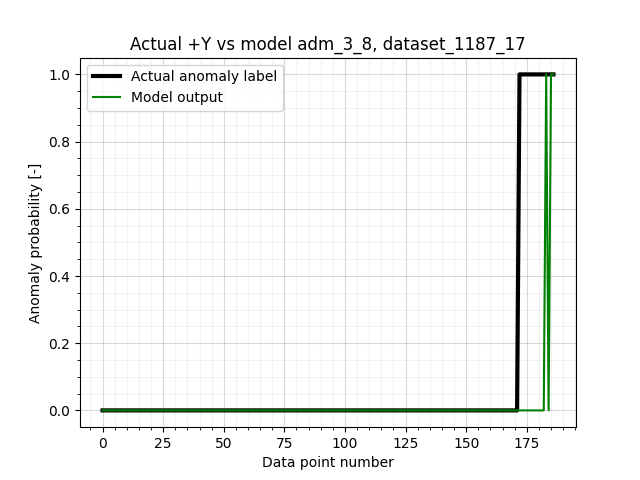 Actual +Y vs model adm_3_8, dataset_1187_17
Actual anomaly label
Model output
1.0
0.8
0.6
0.4
0.2
0.0
Anomaly probability [-]
0 25 50 75 100 125 150 175
Data point number